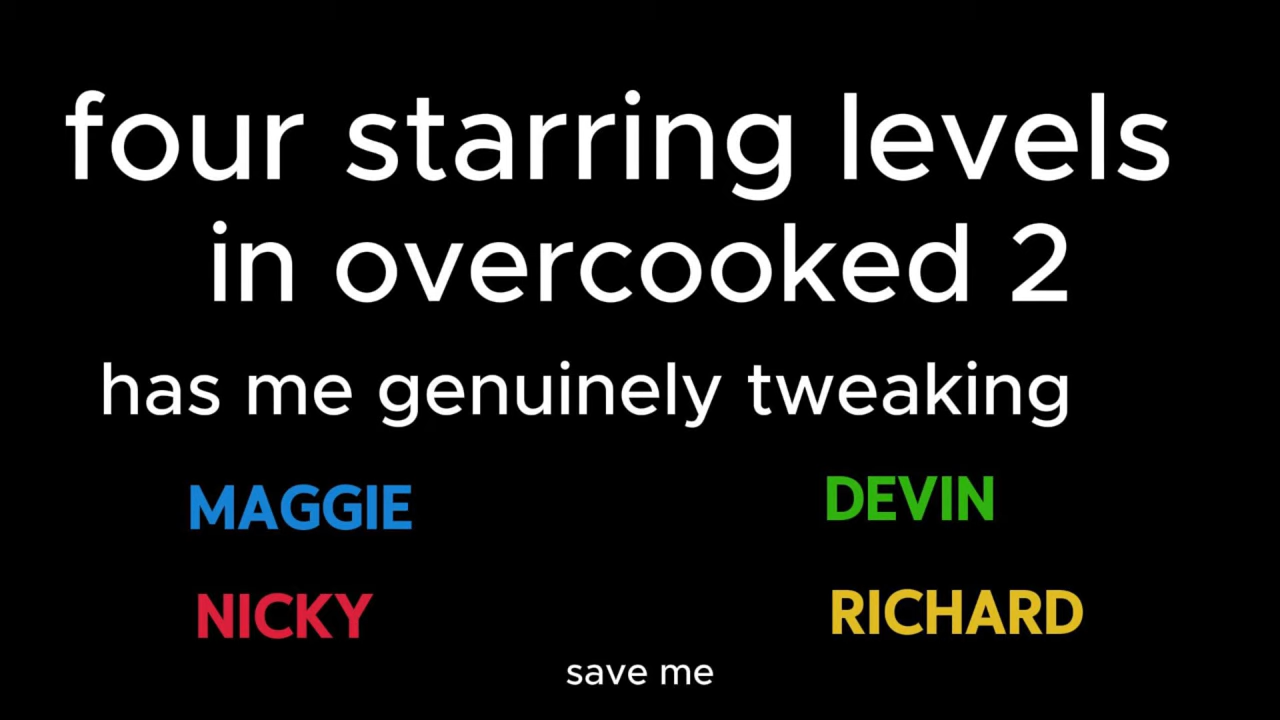 four starring levels
in overcooked 2
has me genuinely tweaking
MAGGIE
DEVIN
NICKY
RICHARD
save me